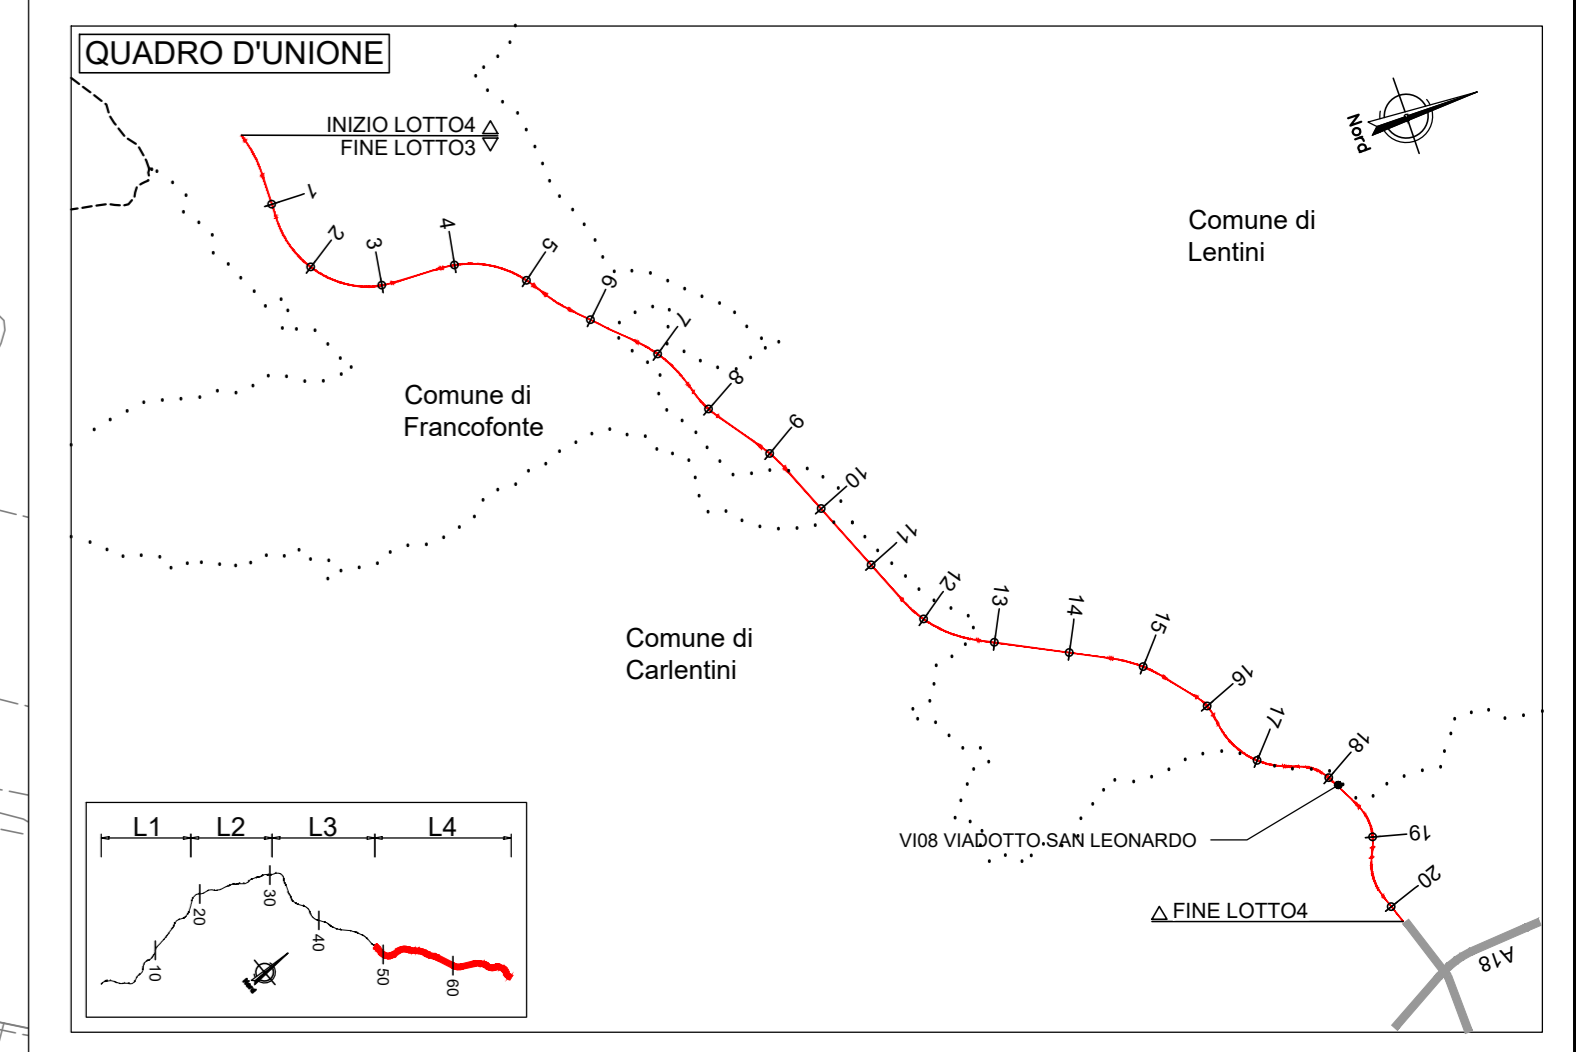 QUADRO D'UNIONE
INIZIO LOTTO4
FINE LOTTO3
Nord
Comune di
Lentini
1
2
3
4
5
6
7
8
9
10
11
12
13
14
15
16
17
18
19
20
Comune di
Francofonte
Comune di
Carlentini
VI08 VIADOTTO SAN LEONARDO
FINE LOTTO4
A18
L1 L2 L3 L4
10
20
30
40
50
60
Nord